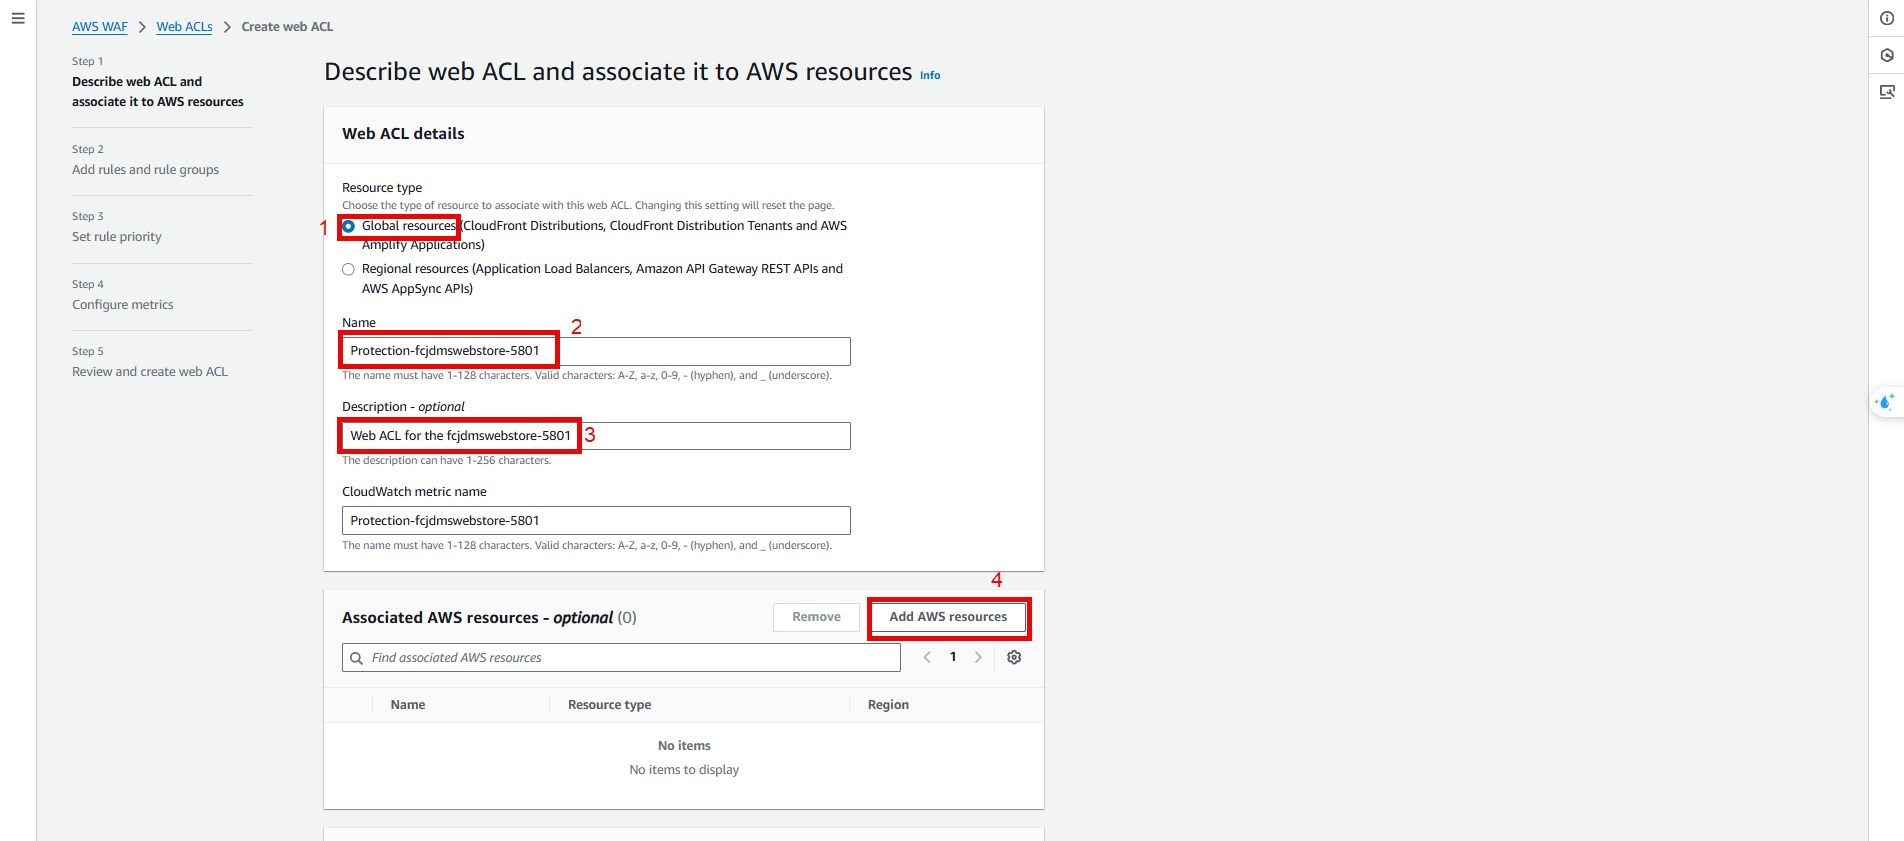 AWS WAF > Web ACLs > Create web ACL
Step 1
Describe web ACL and
associate it to AWS resources
Step 2
Add rules and rule groups
Step 3
Set rule priority
Step 4
Configure metrics
Step 5
Review and create web ACL
Describe web ACL and associate it to AWS resources Info
Web ACL details
Resource type
Choose the type of resource to associate with this web ACL. Changing this setting will reset the page.
1
Global resources (CloudFront Distributions, CloudFront Distribution Tenants and AWS
Amplify Applications)
Regional resources (Application Load Balancers, Amazon API Gateway REST APIs and
AWS AppSync APIs)
Name
2
Protection-fcjdmswebstore-5801
The name must have 1-128 characters. Valid characters: A-Z, a-z, 0-9, - (hyphen), and _ (underscore).
Description - optional
Web ACL for the fcjdmswebstore-5801
3
The description can have 1-256 characters.
CloudWatch metric name
Protection-fcjdmswebstore-5801
The name must have 1-128 characters. Valid characters: A-Z, a-z, 0-9, - (hyphen), and _ (underscore).
4
Associated AWS resources - optional (0)
Remove
Add AWS resources
Find associated AWS resources
< 1 >
Name Resource type Region
No items
No items to display